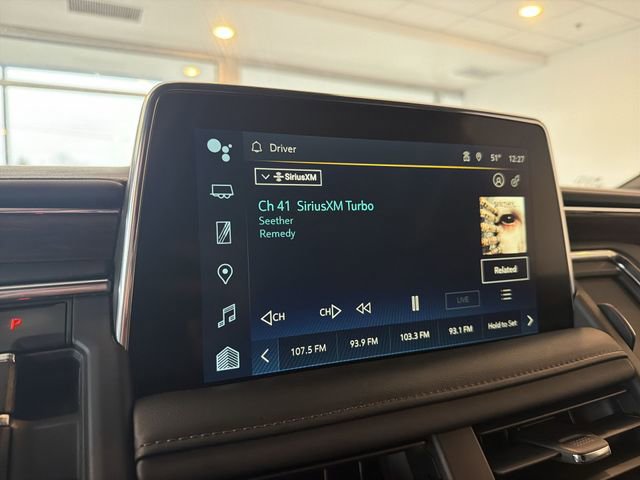 Driver
51° 12:27
SiriusXM
Ch 41 SiriusXM Turbo
Seether
Remedy
Related
CH
CH
LIVE
107.5 FM 93.9 FM 103.3 FM 93.1 FM Hold to Set
P